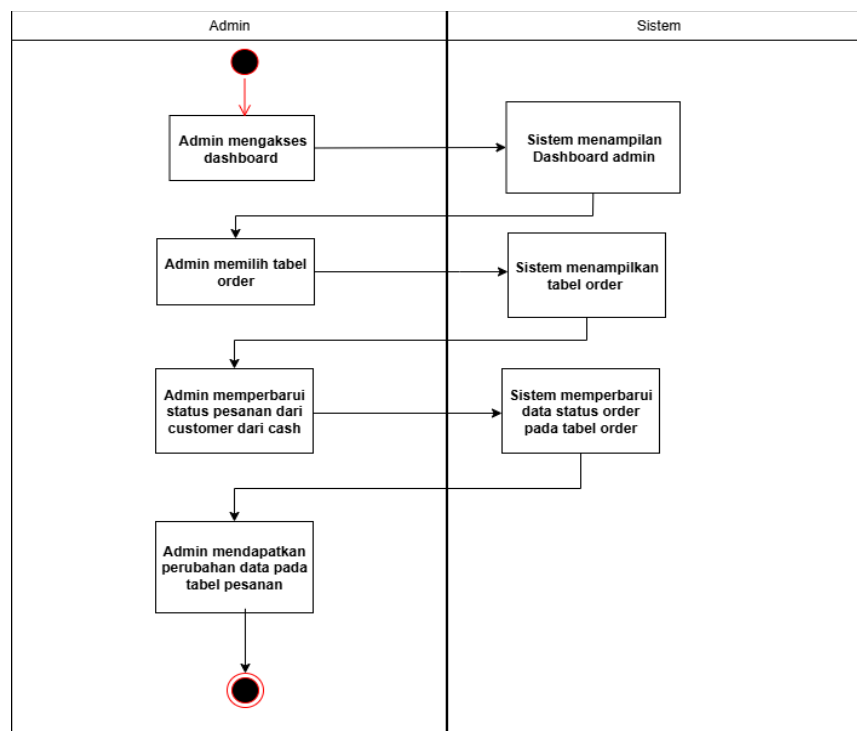 Admin
Sistem
Admin mengakses
dashboard
Sistem menampilan
Dashboard admin
Admin memilih tabel
order
Sistem menampilkan
tabel order
Admin memperbarui
status pesanan dari
customer dari cash
Sistem memperbarui
data status order
pada tabel order
Admin mendapatkan
perubahan data pada
tabel pesanan